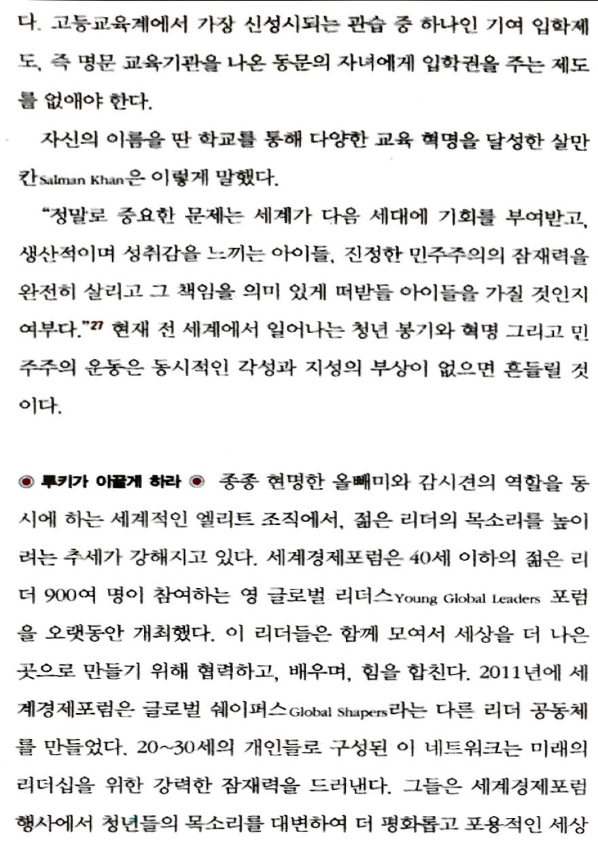 다. 고등교육계에서 가장 신성시되는 관습 중 하나인 기여 입학제
도, 즉 명문 교육기관을 나온 동문의 자녀에게 입학권을 주는 제도
를 없애야 한다.
자신의 이름을 딴 학교를 통해 다양한 교육 혁명을 달성한 살만
칸Salman Khan은 이렇게 말했다.
“정말로 중요한 문제는 세계가 다음 세대에 기회를 부여받고,
생산적이며 성취감을 느끼는 아이들, 진정한 민주주의의 잠재력을
완전히 살리고 그 책임을 의미 있게 떠받들 아이들을 가질 것인지
여부다.”27 현재 전 세계에서 일어나는 청년 봉기와 혁명 그리고 민
주주의 운동은 동시적인 각성과 지성의 부상이 없으면 흔들릴 것
이다.
◉ 루키가 이끌게 하라 ◉ 종종 현명한 올빼미와 감시견의 역할을 동
시에 하는 세계적인 엘리트 조직에서, 젊은 리더의 목소리를 높이
려는 추세가 강해지고 있다. 세계경제포럼은 40세 이하의 젊은 리
더 900여 명이 참여하는 영 글로벌 리더스Young Global Leaders 포럼
을 오랫동안 개최했다. 이 리더들은 함께 모여서 세상을 더 나은
곳으로 만들기 위해 협력하고, 배우며, 힘을 합친다. 2011년에 세
계경제포럼은 글로벌 쉐이퍼스Global Shapers라는 다른 리더 공동체
를 만들었다. 20~30세의 개인들로 구성된 이 네트워크는 미래의
리더십을 위한 강력한 잠재력을 드러낸다. 그들은 세계경제포럼
행사에서 청년들의 목소리를 대변하여 더 평화롭고 포용적인 세상